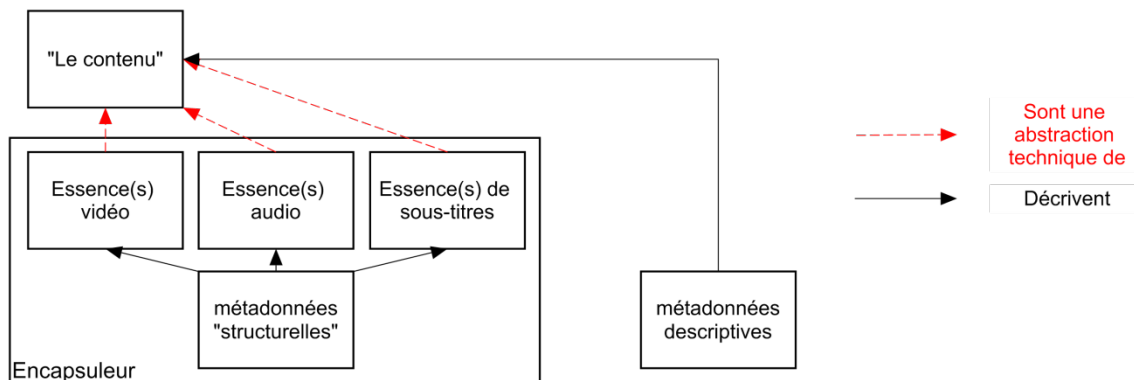 "Le contenu"
Sont une
abstraction
technique de
Décrivent
Essence(s)
vidéo
Essence(s)
audio
Essence(s) de
sous-titres
métadonnées
"structurelles"
métadonnées
descriptives
Encapsuleur